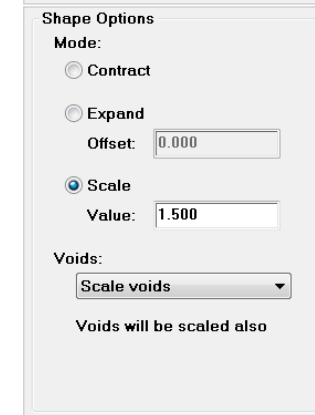 Shape Options
Mode:
Contract
Expand
Offset: 0.000
Scale
Value: 1.500
Voids:
Scale voids
Voids will be scaled also